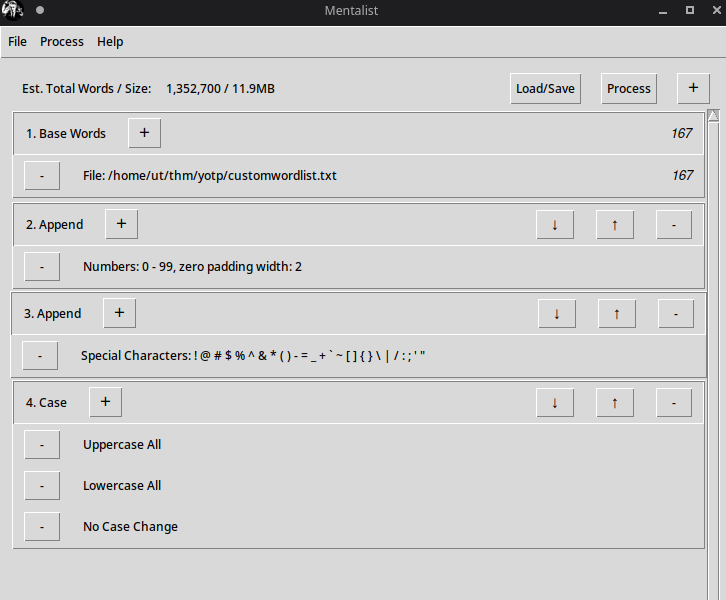 Mentalist
File Process Help
Est. Total Words / Size: 1,352,700 / 11.9MB Load/Save Process +
1. Base Words + 167
- File: /home/ut/thm/yotp/customwordlist.txt 167
2. Append + ↓ ↑ -
- Numbers: 0 - 99, zero padding width: 2
3. Append + ↓ ↑ -
- Special Characters: ! @ # $ % ^ & * ( ) - = _ + ` ~ [ ] { } \ | / : ; ' "
4. Case + ↓ ↑ -
- Uppercase All
- Lowercase All
- No Case Change